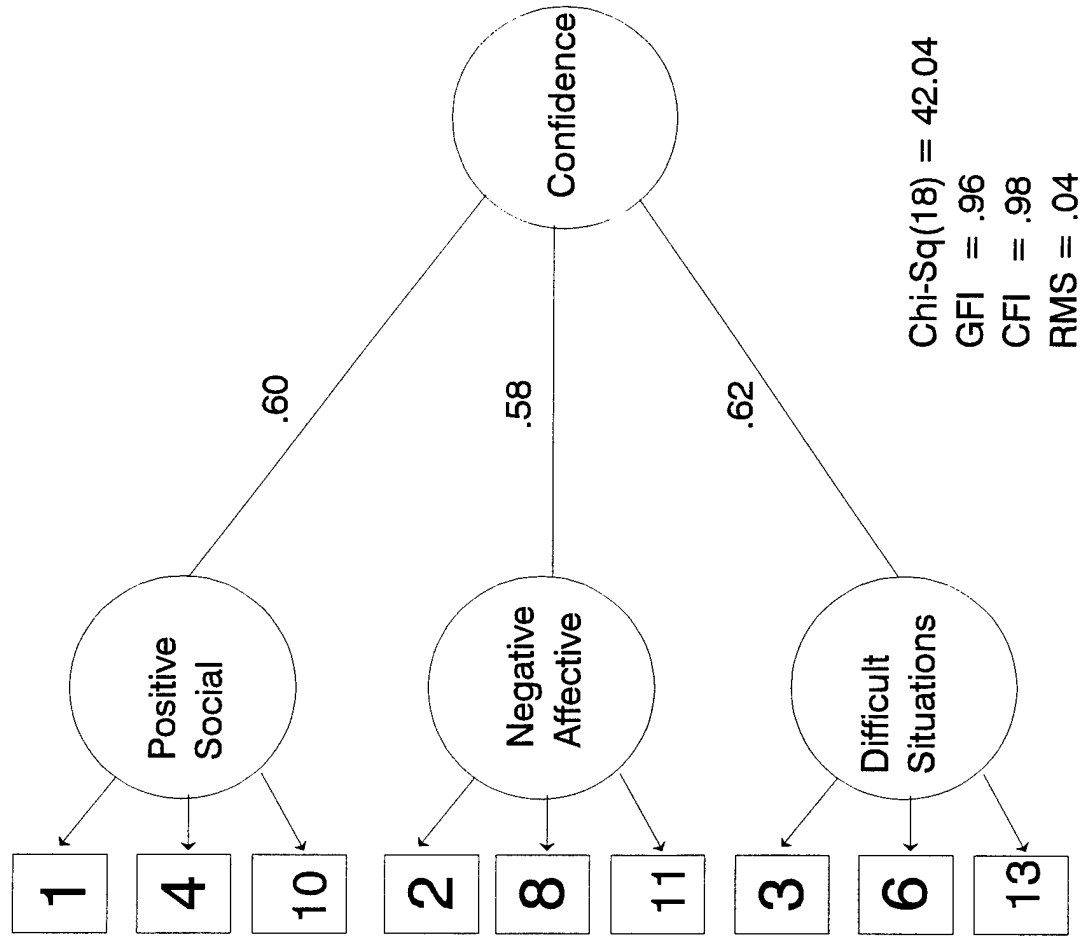 Confidence
.60
.58
.62
Positive
Social
Negative
Affective
Difficult
Situations
1
4
10
2
8
11
3
6
13
Chi-Sq(18) = 42.04
GFI = .96
CFI = .98
RMS = .04